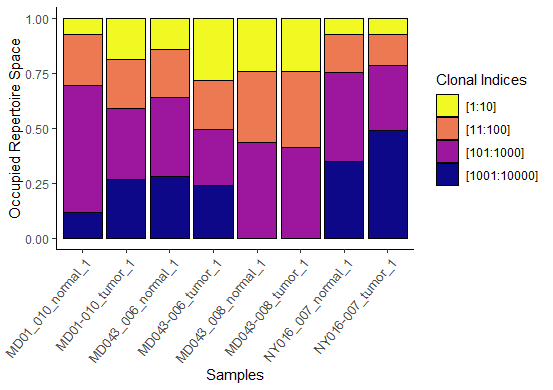 1.00
0.75
0.50
0.25
0.00
Occupied Repertoire Space
MD01_010_normal_1
MD01-010_tumor_1
MD043_006_normal_1
MD043-006_tumor_1
MD043_008_normal_1
MD043-008_tumor_1
NY016_007_normal_1
NY016-007_tumor_1
Samples
Clonal Indices
[1:10]
[11:100]
[101:1000]
[1001:10000]